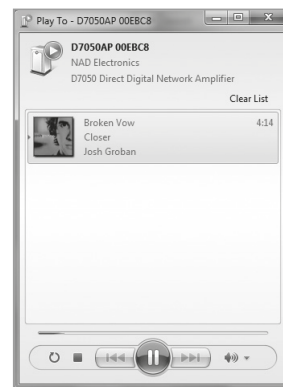 Play To - D7050AP 00EBC8
D7050AP 00EBC8
NAD Electronics
D7050 Direct Digital Network Amplifier
Clear List
Broken Vow 4:14
Closer
Josh Groban